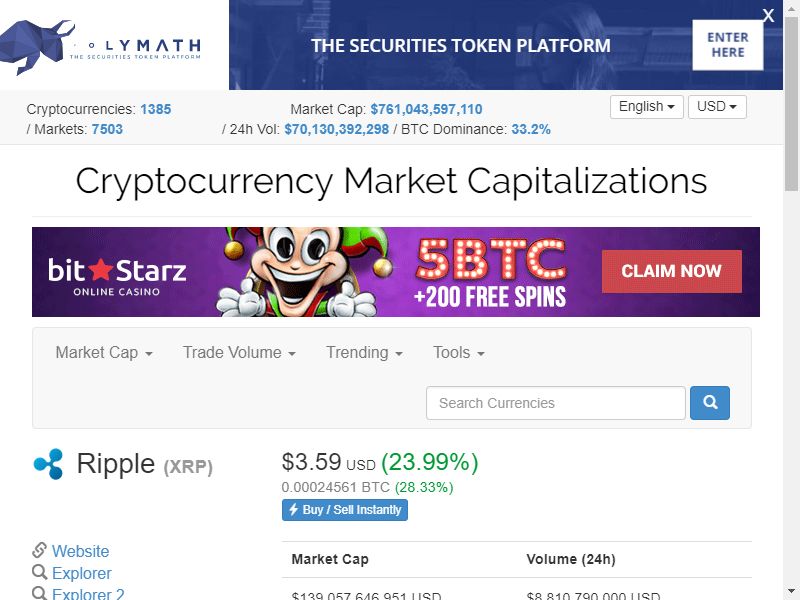 OLYMATH
THE SECURITIES TOKEN PLATFORM
THE SECURITIES TOKEN PLATFORM
ENTER
HERE
X
Cryptocurrencies: 1385
/ Markets: 7503
Market Cap: $761,043,597,110
/ 24h Vol: $70,130,392,298 / BTC Dominance: 33.2%
English
USD
Cryptocurrency Market Capitalizations
bit Starz
ONLINE CASINO
5BTC
+200 FREE SPINS
CLAIM NOW
Market Cap
Trade Volume
Trending
Tools
Search Currencies
Ripple (XRP)
$3.59 USD (23.99%)
0.00024561 BTC (28.33%)
Buy / Sell Instantly
Website
Explorer
Explorer 2
Market Cap
Volume (24h)
$139,057,646,951 USD
$8,810,790,000 USD